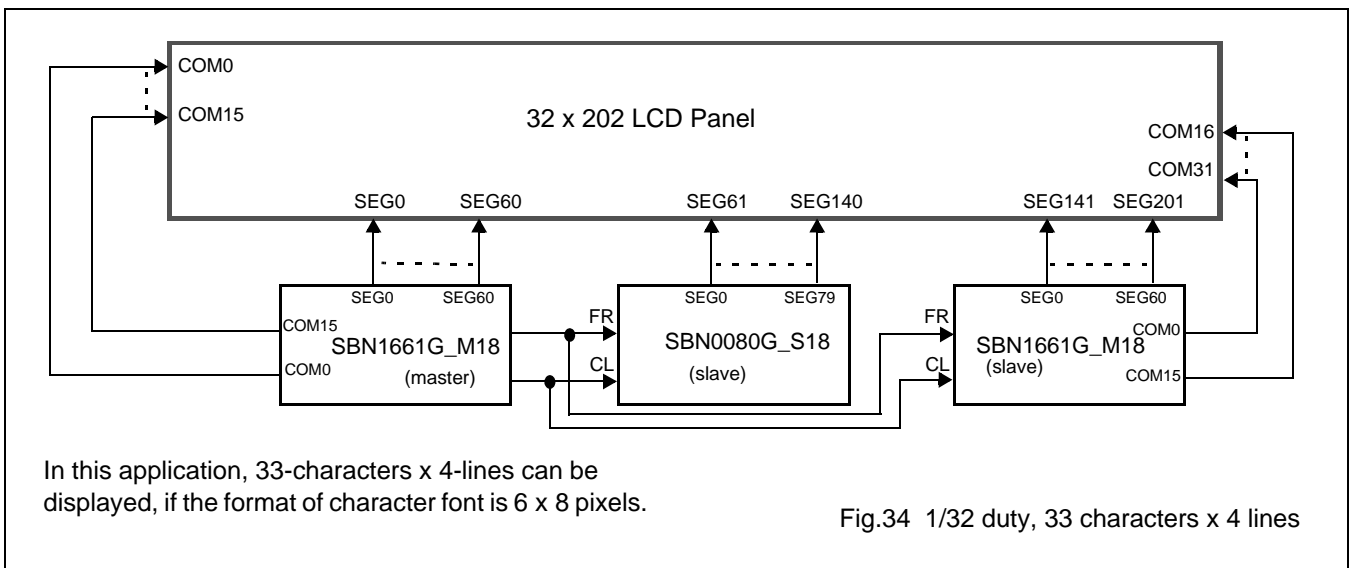 COM0
COM15
32 x 202 LCD Panel
COM16
COM31
SEG0 SEG60 SEG61 SEG140 SEG141 SEG201
SEG0 SEG60
COM15
SBN1661G_M18
COM0
(master)
FR
CL
SEG0 SEG79
SBN0080G_S18
(slave)
FR
CL
SEG0 SEG60
COM0
SBN1661G_M18
(slave)
COM15
In this application, 33-characters x 4-lines can be
displayed, if the format of character font is 6 x 8 pixels.
Fig.34 1/32 duty, 33 characters x 4 lines